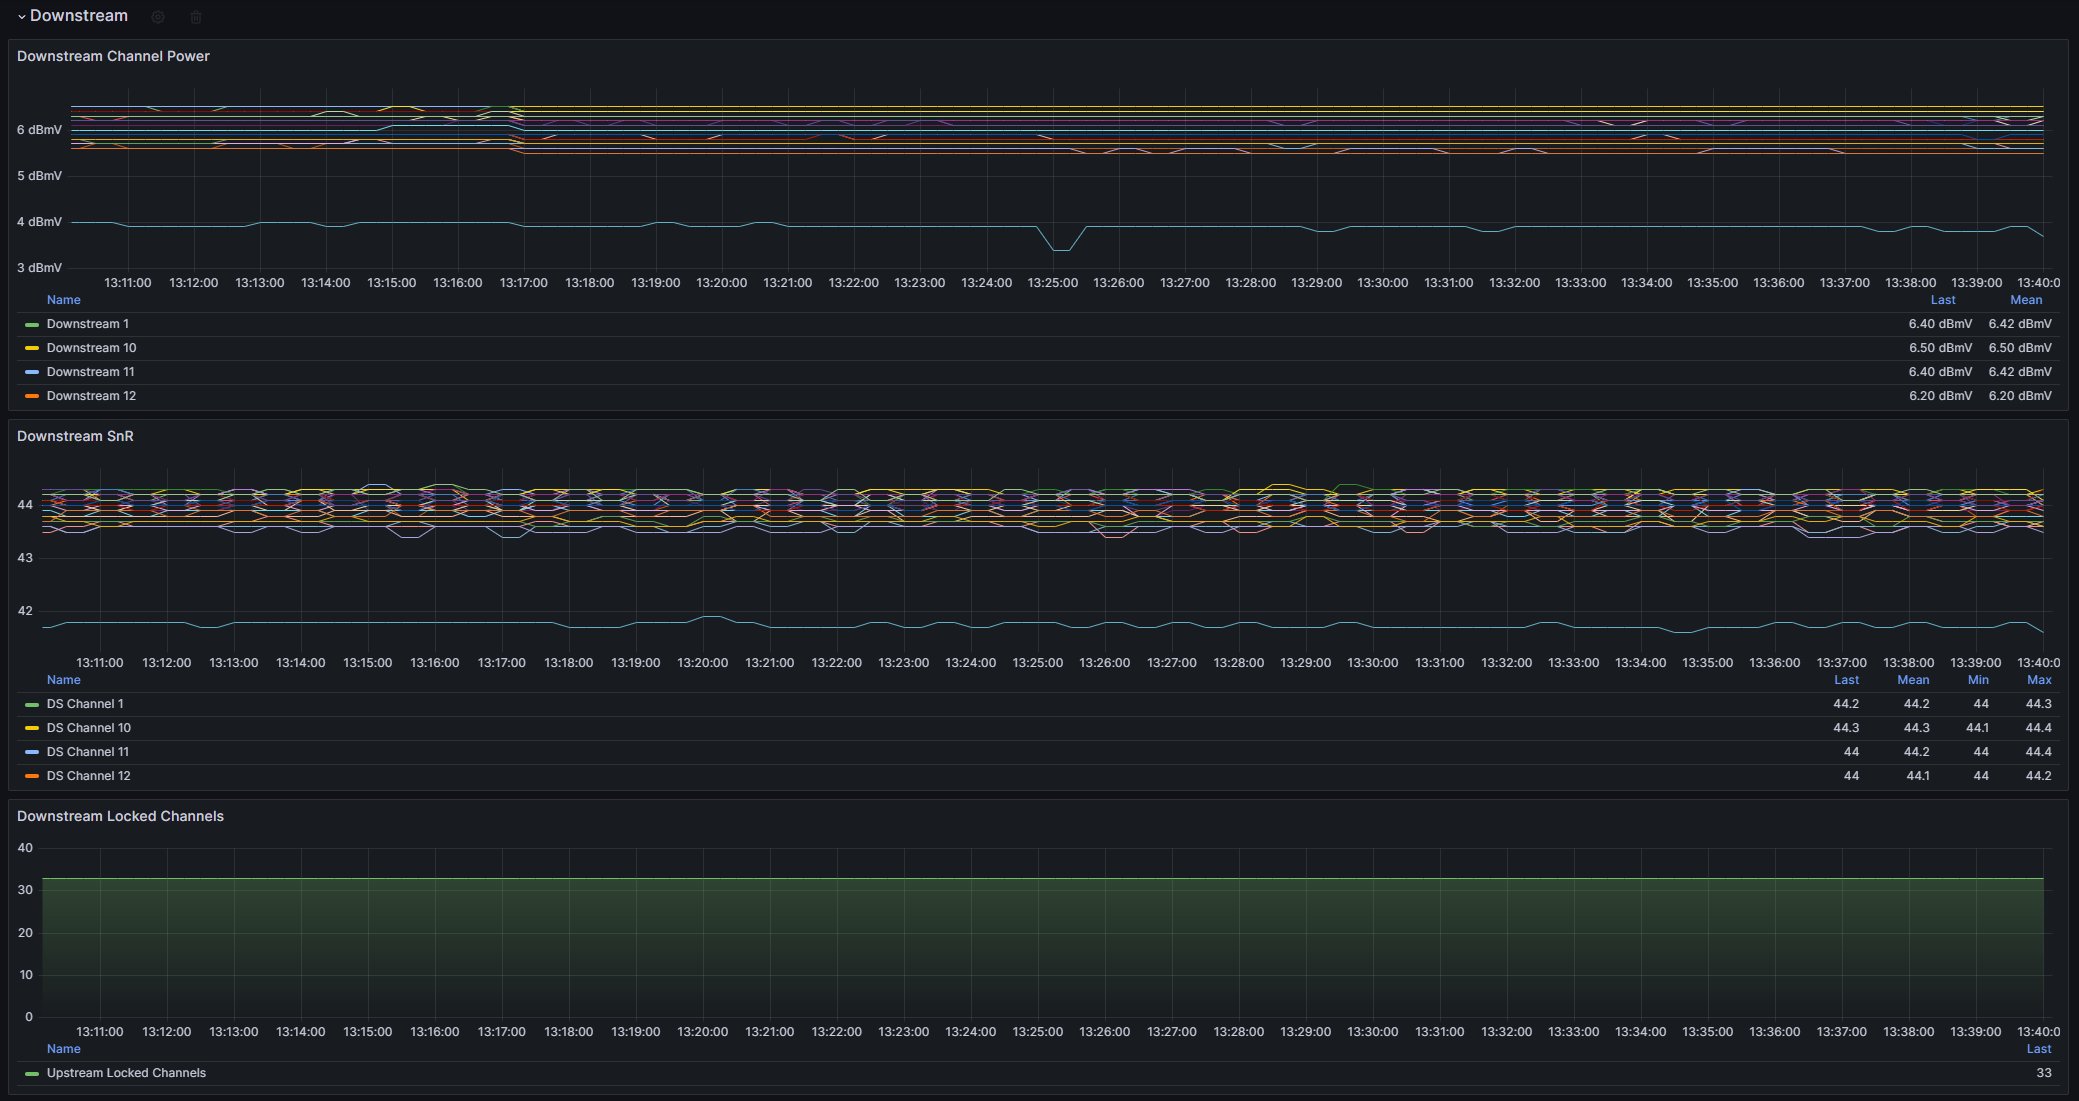 Downstream
Downstream Channel Power
6 dBmV
5 dBmV
4 dBmV
3 dBmV
13:11:00 13:12:00 13:13:00 13:14:00 13:15:00 13:16:00 13:17:00 13:18:00 13:19:00 13:20:00 13:21:00 13:22:00 13:23:00 13:24:00 13:25:00 13:26:00 13:27:00 13:28:00 13:29:00 13:30:00 13:31:00 13:32:00 13:33:00 13:34:00 13:35:00 13:36:00 13:37:00 13:38:00 13:39:00 13:40:0
Name Last Mean
Downstream 1 6.40 dBmV 6.42 dBmV
Downstream 10 6.50 dBmV 6.50 dBmV
Downstream 11 6.40 dBmV 6.42 dBmV
Downstream 12 6.20 dBmV 6.20 dBmV
Downstream SnR
44
43
42
13:11:00 13:12:00 13:13:00 13:14:00 13:15:00 13:16:00 13:17:00 13:18:00 13:19:00 13:20:00 13:21:00 13:22:00 13:23:00 13:24:00 13:25:00 13:26:00 13:27:00 13:28:00 13:29:00 13:30:00 13:31:00 13:32:00 13:33:00 13:34:00 13:35:00 13:36:00 13:37:00 13:38:00 13:39:00 13:40:0
Name Last Mean Min Max
DS Channel 1 44.2 44.2 44 44.3
DS Channel 10 44.3 44.3 44.1 44.4
DS Channel 11 44 44.2 44 44.4
DS Channel 12 44 44.1 44 44.2
Downstream Locked Channels
40
30
20
10
0
13:11:00 13:12:00 13:13:00 13:14:00 13:15:00 13:16:00 13:17:00 13:18:00 13:19:00 13:20:00 13:21:00 13:22:00 13:23:00 13:24:00 13:25:00 13:26:00 13:27:00 13:28:00 13:29:00 13:30:00 13:31:00 13:32:00 13:33:00 13:34:00 13:35:00 13:36:00 13:37:00 13:38:00 13:39:00 13:40:0
Name Last
Upstream Locked Channels 33